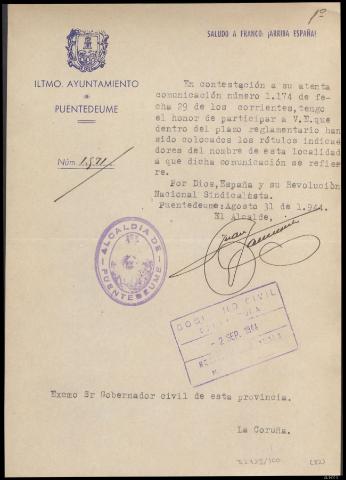 1º
SALUDO A FRANCO: ¡ARRIBA ESPAÑA!
ILTMO. AYUNTAMIENTO
PUENTEDEUME
Núm. 1.571
En contestación a su atenta
comunicación número 1.174 de fe-
cha 29 de los corrientes, tengo
el honor de participar a V.E.que
dentro del plazo reglamentario han
sido colocados los rótulos indica-
dores del nombre de esta localidad
a que dicha comunicación se refie-
re.
Por Dios,España y su Revolución
Nacional Sindicalista.
Puentedeume:Agosto 31 de 1.944.
El Alcalde,
ALCALDIA DE
PUENTEDEUME
GOBIERNO CIVIL
2 SEP. 1944
Excmo Sr Gobernador civil de esta provincia.
La Coruña.